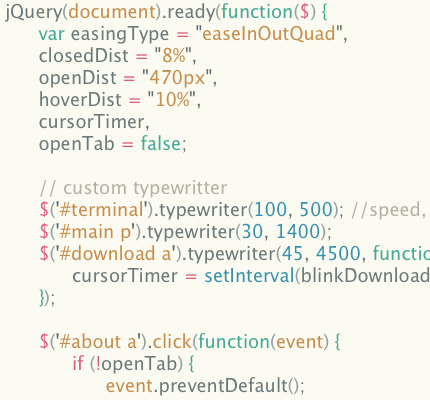 jQuery(document).ready(function($) {
var easingType = "easeInOutQuad",
closedDist = "8%",
openDist = "470px",
hoverDist = "10%",
cursorTimer,
openTab = false;
// custom typewritter
$('#terminal').typewriter(100, 500); //speed,
$('#main p').typewriter(30, 1400);
$('#download a').typewriter(45, 4500, functio
cursorTimer = setInterval(blinkDownload
});
$('#about a').click(function(event) {
if (!openTab) {
event.preventDefault();